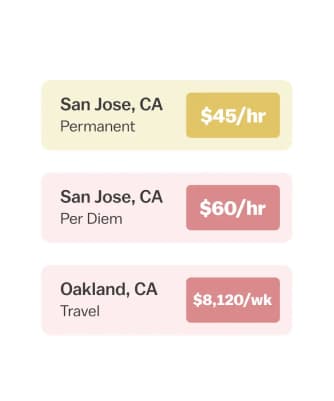 San Jose, CA
Permanent
$45/hr
San Jose, CA
Per Diem
$60/hr
Oakland, CA
Travel
$8,120/wk